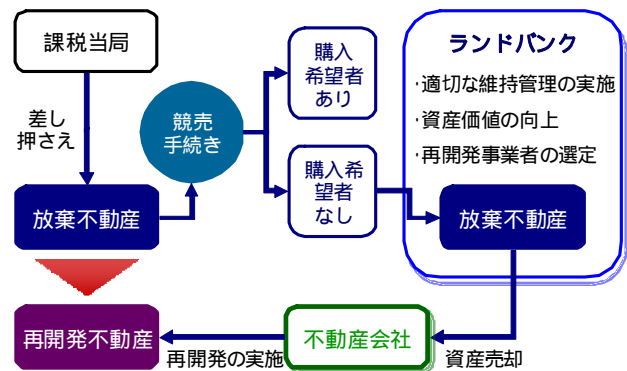 課税当局
差し
押さえ
放棄不動産
競売
手続き
購入
希望者
あり
購入希
望者
なし
ランドバンク
・適切な維持管理の実施
・資産価値の向上
・再開発事業者の選定
放棄不動産
資産売却
不動産会社
再開発の実施
再開発不動産